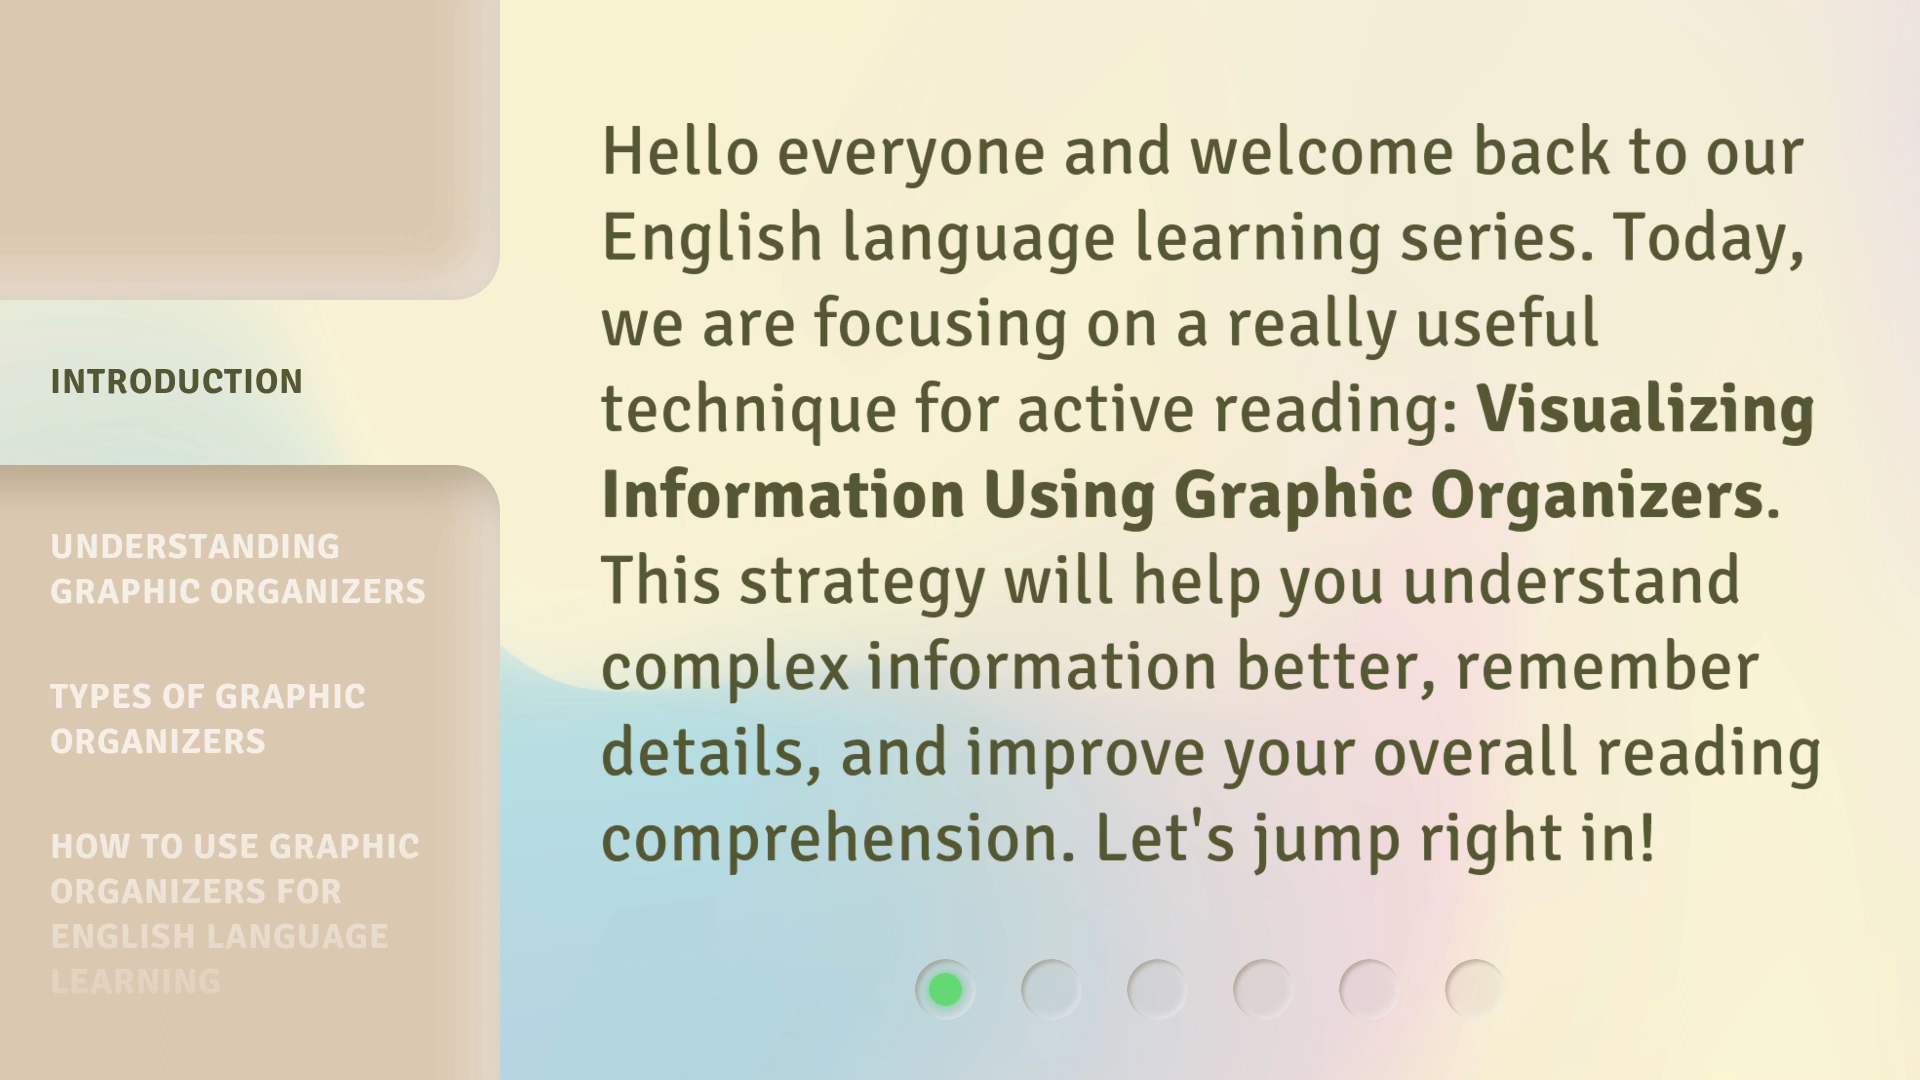 INTRODUCTION
UNDERSTANDING
GRAPHIC ORGANIZERS
TYPES OF GRAPHIC
ORGANIZERS
HOW TO USE GRAPHIC
ORGANIZERS FOR
ENGLISH LANGUAGE
LEARNING
Hello everyone and welcome back to our
English language learning series. Today,
we are focusing on a really useful
technique for active reading: Visualizing
Information Using Graphic Organizers.
This strategy will help you understand
complex information better, remember
details, and improve your overall reading
comprehension. Let's jump right in!